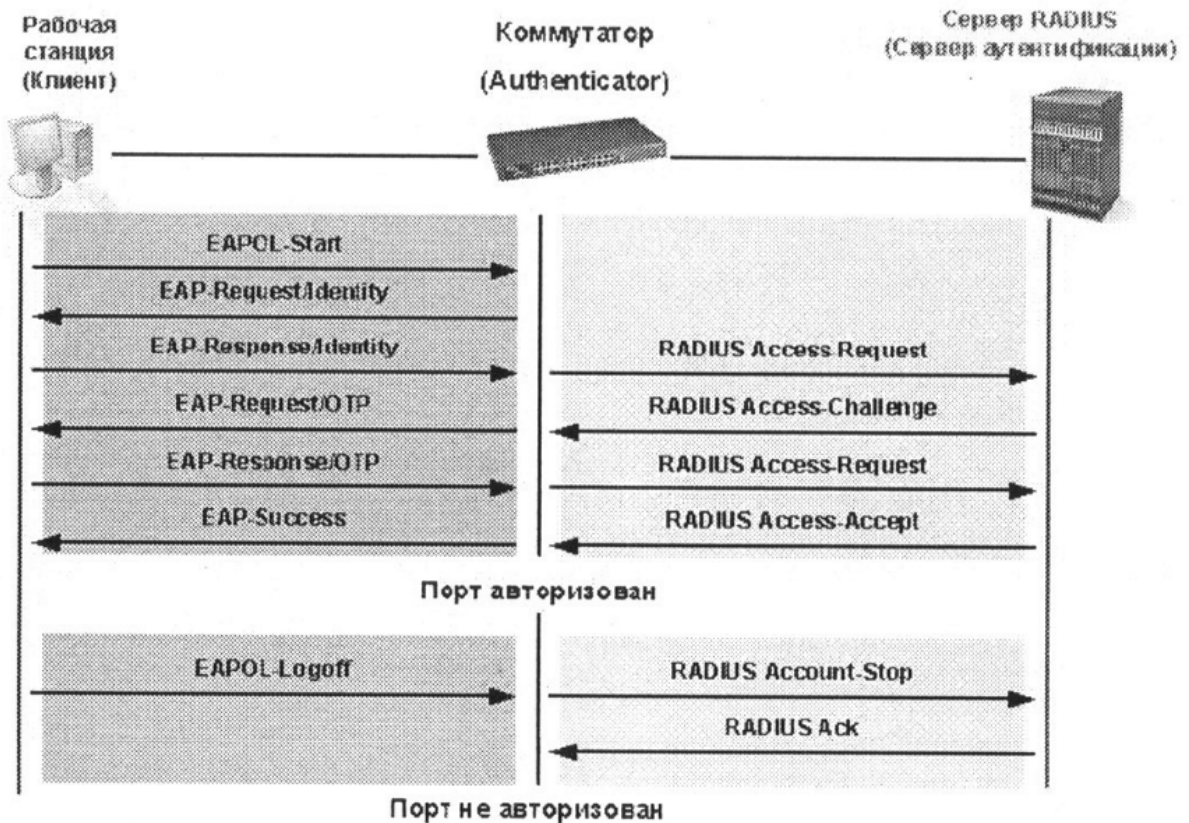 Рабочая
станция
(Клиент)
Коммутатор
(Authenticator)
Сервер RADIUS
(Сервер аутентификации)
EAPOL-Start
EAP-Request/Identity
EAP-Response/Identity
RADIUS Access-Request
EAP-Request/OTP
RADIUS Access-Challenge
EAP-Response/OTP
RADIUS Access-Request
EAP-Success
RADIUS Access-Accept
Порт авторизован
EAPOL-Logoff
RADIUS Account-Stop
RADIUS Ack
Порт не авторизован